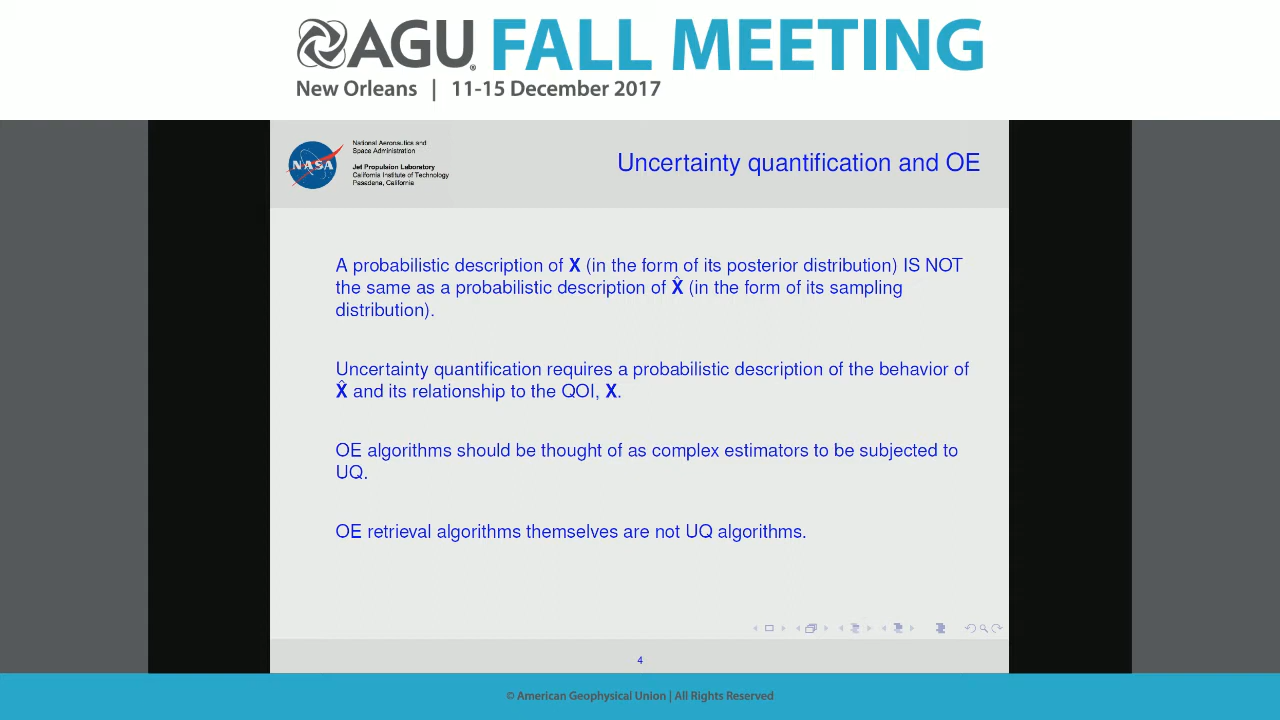 AGU FALL MEETING
New Orleans | 11-15 December 2017
NASA
National Aeronautics and
Space Administration
Jet Propulsion Laboratory
California Institute of Technology
Pasadena, California
Uncertainty quantification and OE
A probabilistic description of X (in the form of its posterior distribution) IS NOT
the same as a probabilistic description of X̂ (in the form of its sampling
distribution).
Uncertainty quantification requires a probabilistic description of the behavior of
X̂ and its relationship to the QOI, X.
OE algorithms should be thought of as complex estimators to be subjected to
UQ.
OE retrieval algorithms themselves are not UQ algorithms.
4
© American Geophysical Union | All Rights Reserved